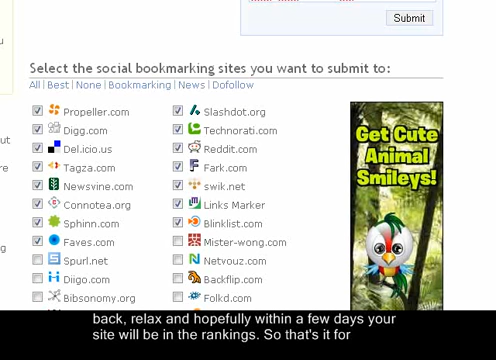 Submit
Select the social bookmarking sites you want to submit to:
All | Best | None | Bookmarking | News | Dofollow
Propeller.com
Slashdot.org
Digg.com
Technorati.com
Del.icio.us
Reddit.com
Tagza.com
Fark.com
Newsvine.com
swik.net
Connotea.org
Links Marker
Sphinn.com
Blinklist.com
Faves.com
Mister-wong.com
Spurl.net
Netvouz.com
Diigo.com
Backflip.com
Bibsonomy.org
Folkd.com
Get Cute
Animal
Smileys!
back, relax and hopefully within a few days your
site will be in the rankings. So that's it for